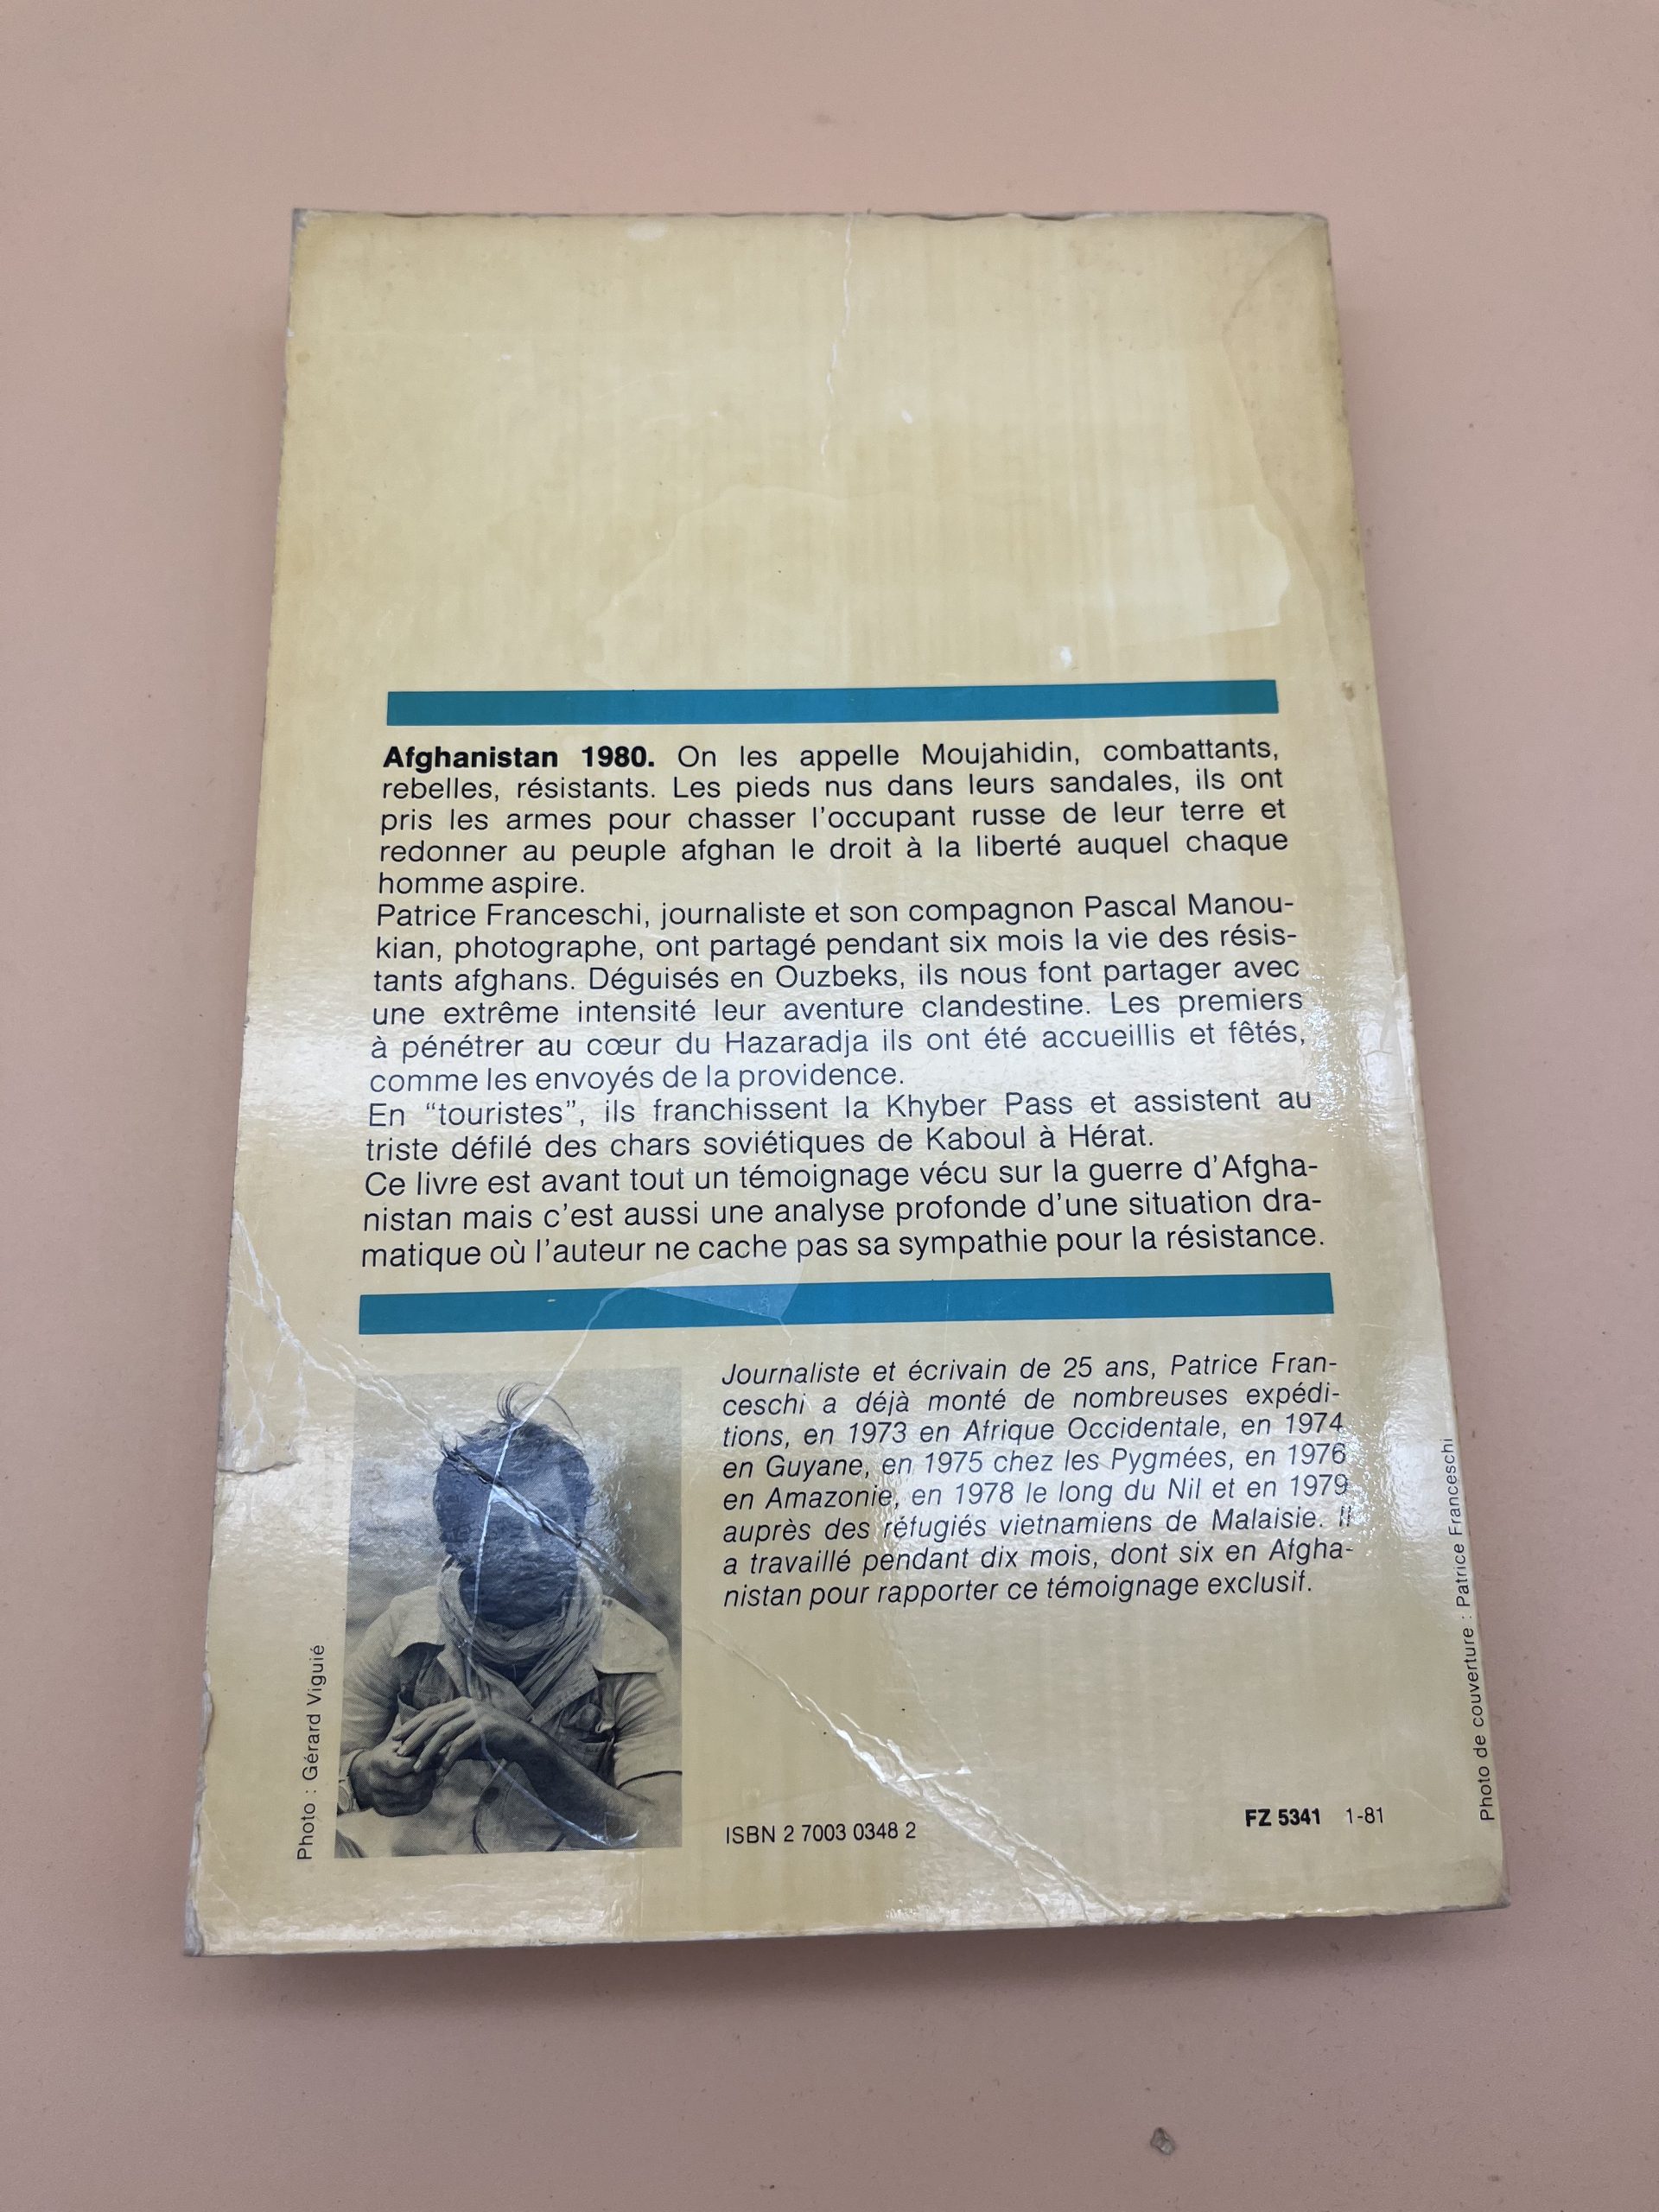 Afghanistan 1980. On les appelle Moujahidin, combattants,
rebelles, résistants. Les pieds nus dans leurs sandales, ils ont
pris les armes pour chasser l'occupant russe de leur terre et
redonner au peuple afghan le droit à la liberté auquel chaque
homme aspire.
Patrice Franceschi, journaliste et son compagnon Pascal Manou-
kian, photographe, ont partagé pendant six mois la vie des résis-
tants afghans. Déguisés en Ouzbeks, ils nous font partager avec
une extrême intensité leur aventure clandestine. Les premiers
à pénétrer au cœur du Hazaradja ils ont été accueillis et fêtés,
comme les envoyés de la providence.
En “touristes”, ils franchissent la Khyber Pass et assistent au
triste défilé des chars soviétiques de Kaboul à Hérat.
Ce livre est avant tout un témoignage vécu sur la guerre d'Afgha-
nistan mais c'est aussi une analyse profonde d'une situation dra-
matique où l'auteur ne cache pas sa sympathie pour la résistance.
Journaliste et écrivain de 25 ans, Patrice Fran-
ceschi a déjà monté de nombreuses expédi-
tions, en 1973 en Afrique Occidentale, en 1974
en Guyane, en 1975 chez les Pygmées, en 1976
en Amazonie, en 1978 le long du Nil et en 1979
auprès des réfugiés vietnamiens de Malaisie. Il
a travaillé pendant dix mois, dont six en Afgha-
nistan pour rapporter ce témoignage exclusif.
Photo : Gérard Viguié
ISBN 2 7003 0348 2
FZ 5341 1-81
Photo de couverture : Patrice Franceschi